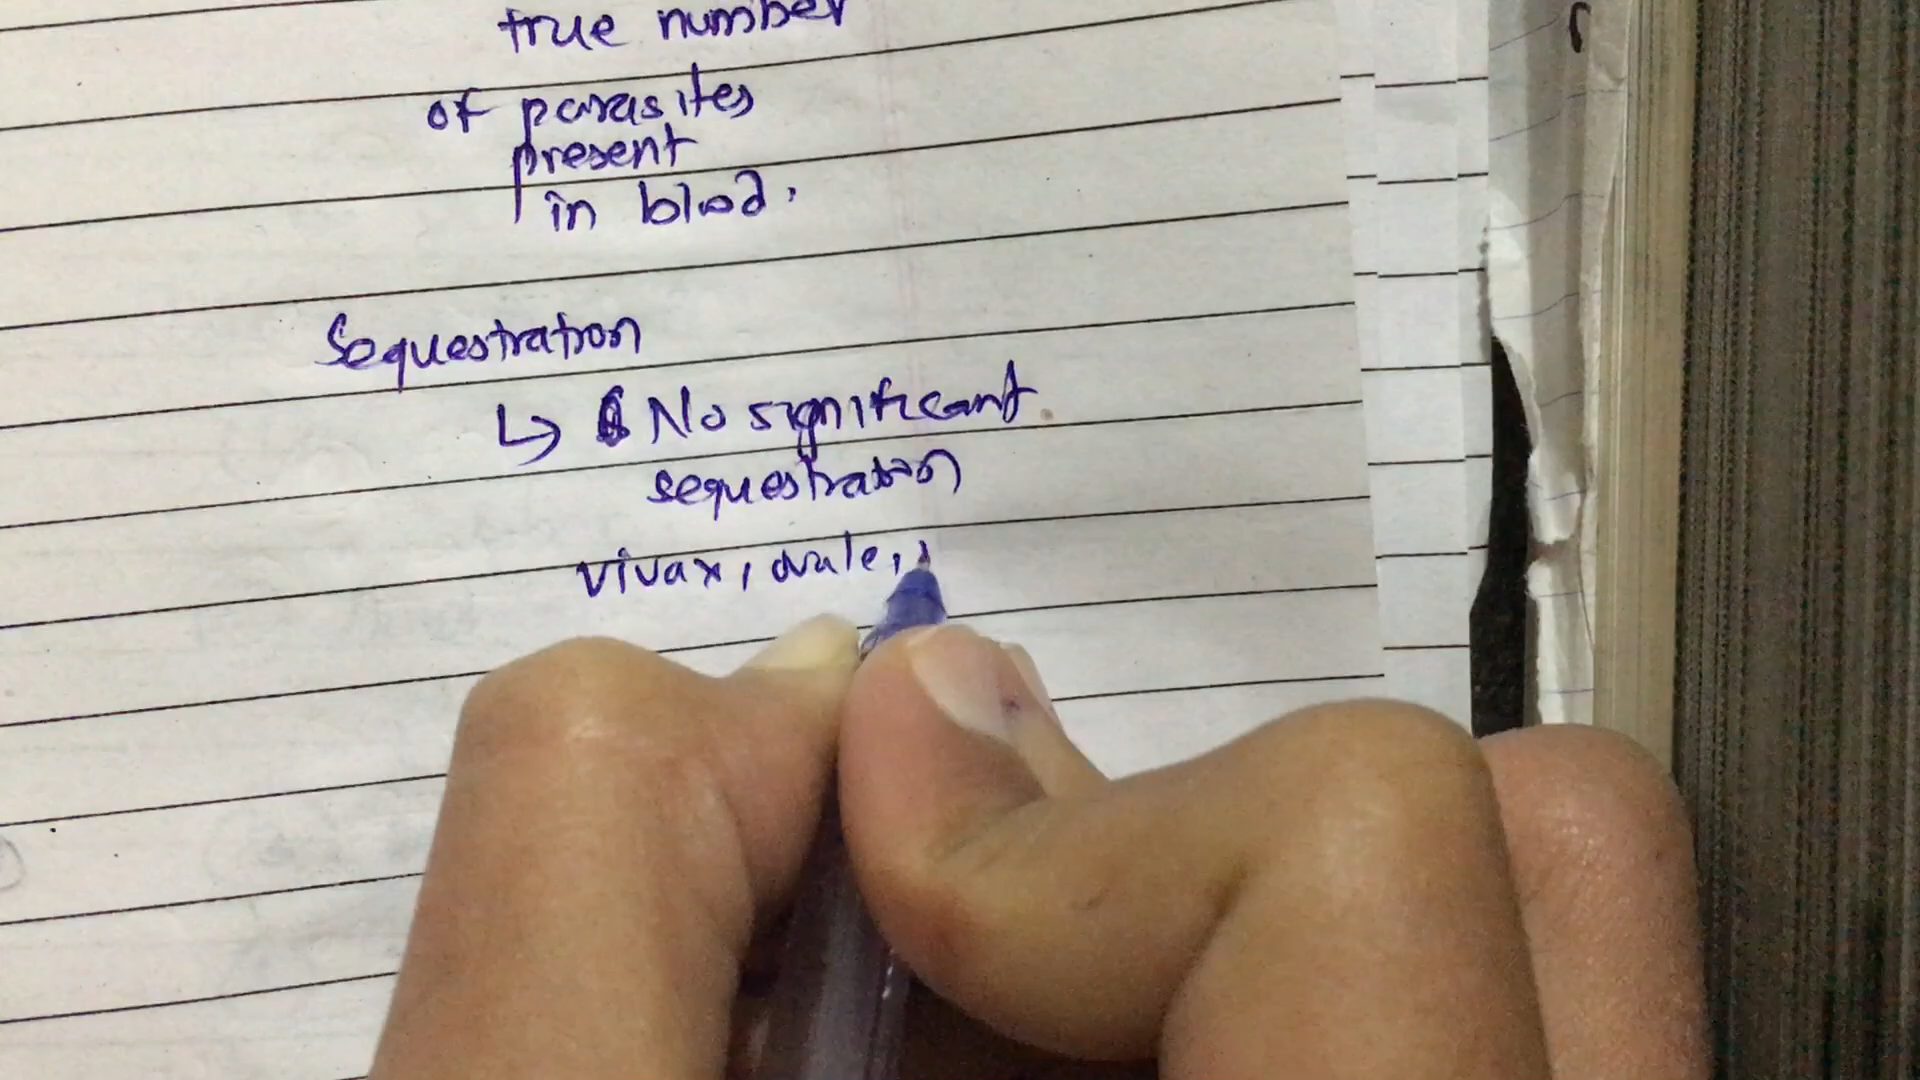 true number
of parasites
present
in blood.
Sequestration
↳ No significant
sequestration
vivax, ovale,